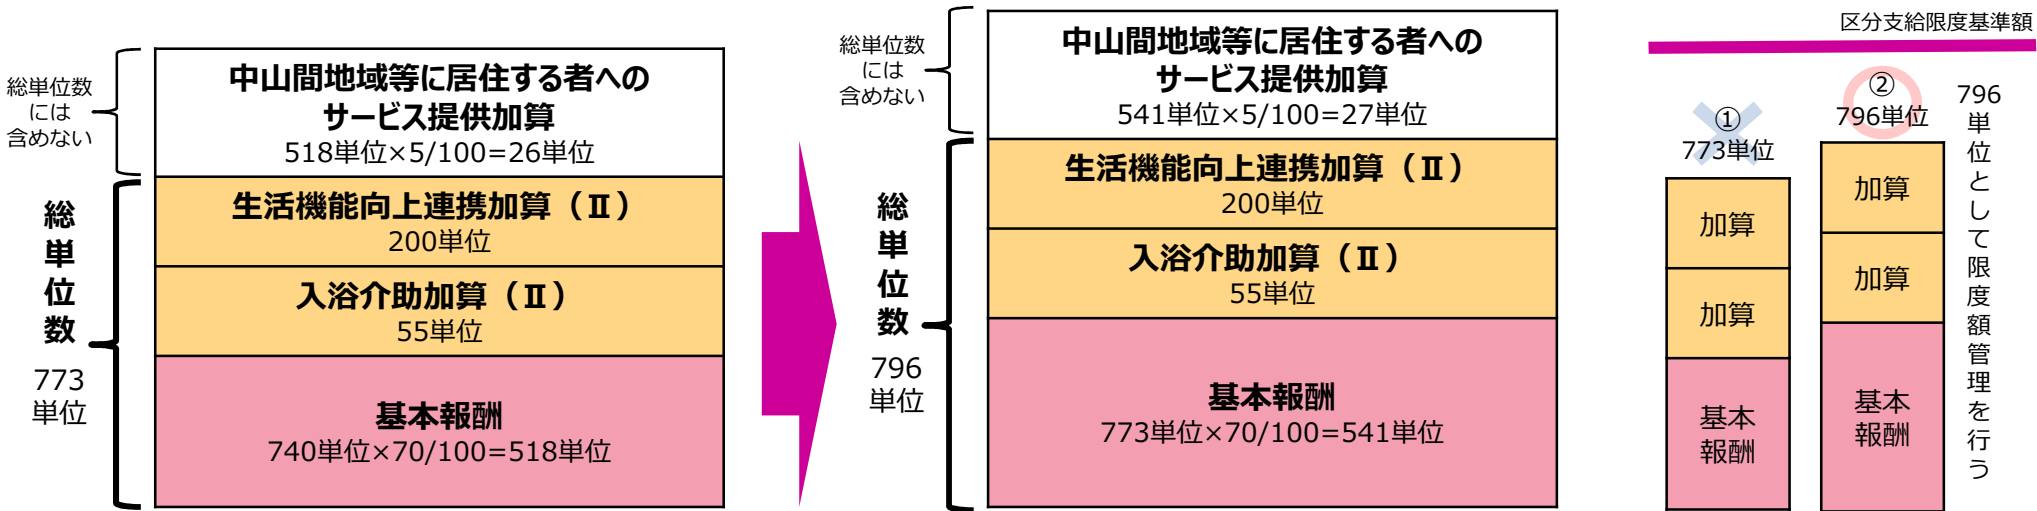 総単位数
には
含めない
中山間地域等に居住する者への
サービス提供加算
518単位×5/100=26単位
総単位数
773
単位
生活機能向上連携加算（Ⅱ）
200単位
入浴介助加算（Ⅱ）
55単位
基本報酬
740単位×70/100=518単位
総単位数
には
含めない
中山間地域等に居住する者への
サービス提供加算
541単位×5/100=27単位
総単位数
796
単位
生活機能向上連携加算（Ⅱ）
200単位
入浴介助加算（Ⅱ）
55単位
基本報酬
773単位×70/100=541単位
区分支給限度基準額
①
773単位
加算
加算
基本
報酬
②
796単位
加算
加算
基本
報酬
796単位として限度額管理を行う